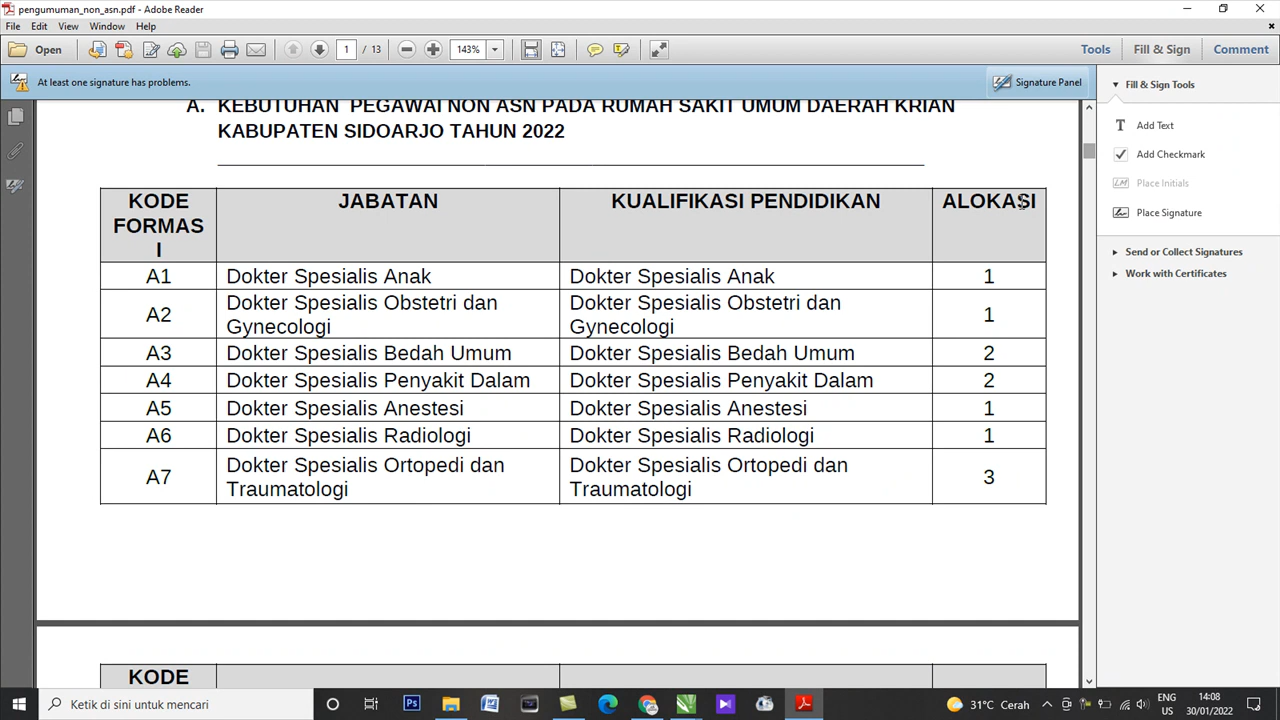 pengumuman_non_asn.pdf - Adobe Reader
File Edit View Window Help
Open 1 / 13 143% Tools Fill & Sign Comment
At least one signature has problems. Signature Panel
A. KEBUTUHAN PEGAWAI NON ASN PADA RUMAH SAKIT UMUM DAERAH KRIAN
KABUPATEN SIDOARJO TAHUN 2022
KODE FORMASI JABATAN KUALIFIKASI PENDIDIKAN ALOKASI
A1 Dokter Spesialis Anak Dokter Spesialis Anak 1
A2 Dokter Spesialis Obstetri dan Gynecologi Dokter Spesialis Obstetri dan Gynecologi 1
A3 Dokter Spesialis Bedah Umum Dokter Spesialis Bedah Umum 2
A4 Dokter Spesialis Penyakit Dalam Dokter Spesialis Penyakit Dalam 2
A5 Dokter Spesialis Anestesi Dokter Spesialis Anestesi 1
A6 Dokter Spesialis Radiologi Dokter Spesialis Radiologi 1
A7 Dokter Spesialis Ortopedi dan Traumatologi Dokter Spesialis Ortopedi dan Traumatologi 3
KODE
Fill & Sign Tools
T Add Text
Add Checkmark
LM Place Initials
Place Signature
Send or Collect Signatures
Work with Certificates
Ketik di sini untuk mencari
Ps
31°C Cerah
ENG
US
14:08
30/01/2022